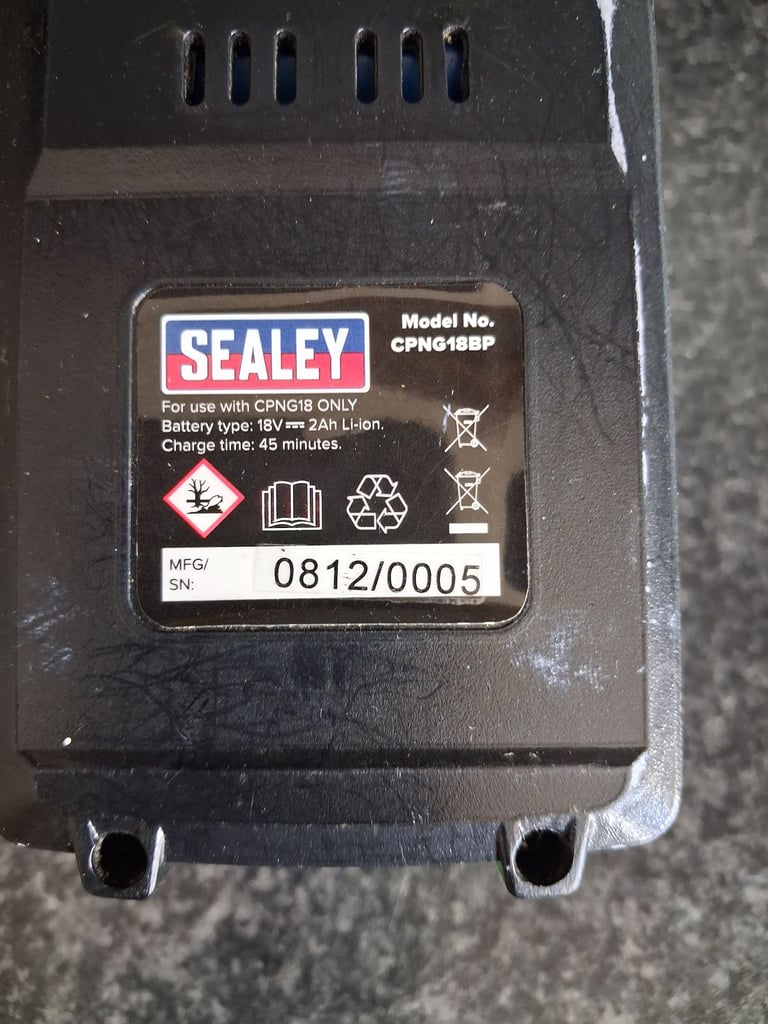 SEALEY
Model No.
CPNG18BP
For use with CPNG18 ONLY
Battery type: 18V⎓ 2Ah Li-ion.
Charge time: 45 minutes.
MFG/
SN:
0812/0005